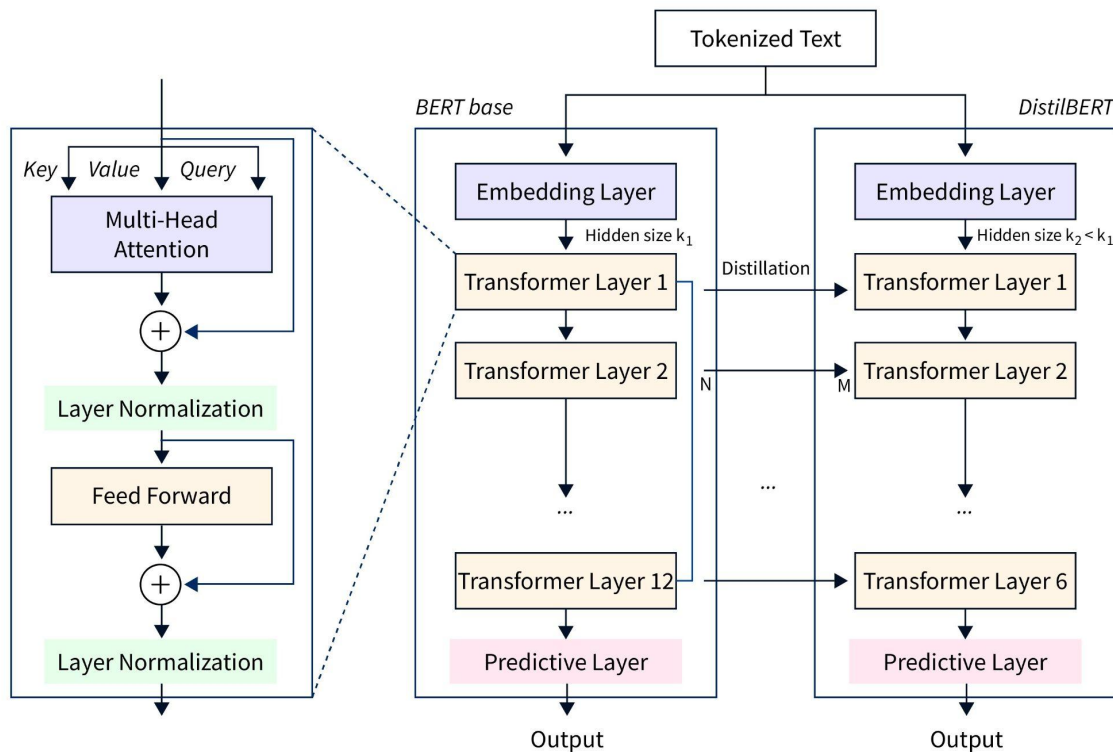 Tokenized Text
BERT base
DistilBERT
Key
Value
Query
Multi-Head
Attention
+
Layer Normalization
Feed Forward
+
Layer Normalization
Embedding Layer
Hidden size k₁
Transformer Layer 1
Transformer Layer 2
...
Transformer Layer 12
Predictive Layer
Output
Distillation
N
M
...
Embedding Layer
Hidden size k₂ < k₁
Transformer Layer 1
Transformer Layer 2
...
Transformer Layer 6
Predictive Layer
Output